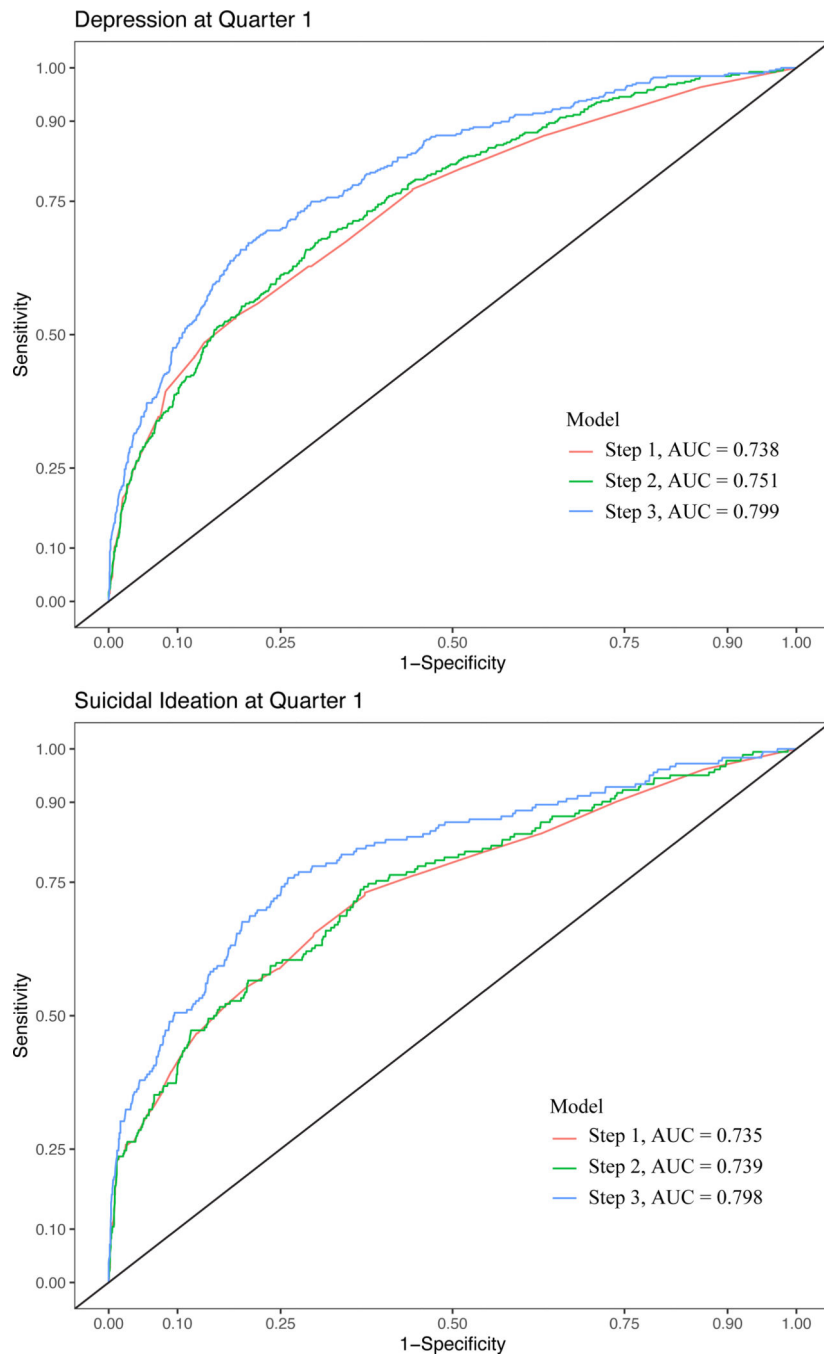 Depression at Quarter 1
1.00
0.90
0.75
0.50
0.25
0.10
0.00
Sensitivity
Model
Step 1, AUC = 0.738
Step 2, AUC = 0.751
Step 3, AUC = 0.799
0.00 0.10 0.25 0.50 0.75 0.90 1.00
1−Specificity
Suicidal Ideation at Quarter 1
1.00
0.90
0.75
0.50
0.25
0.10
0.00
Sensitivity
Model
Step 1, AUC = 0.735
Step 2, AUC = 0.739
Step 3, AUC = 0.798
0.00 0.10 0.25 0.50 0.75 0.90 1.00
1−Specificity